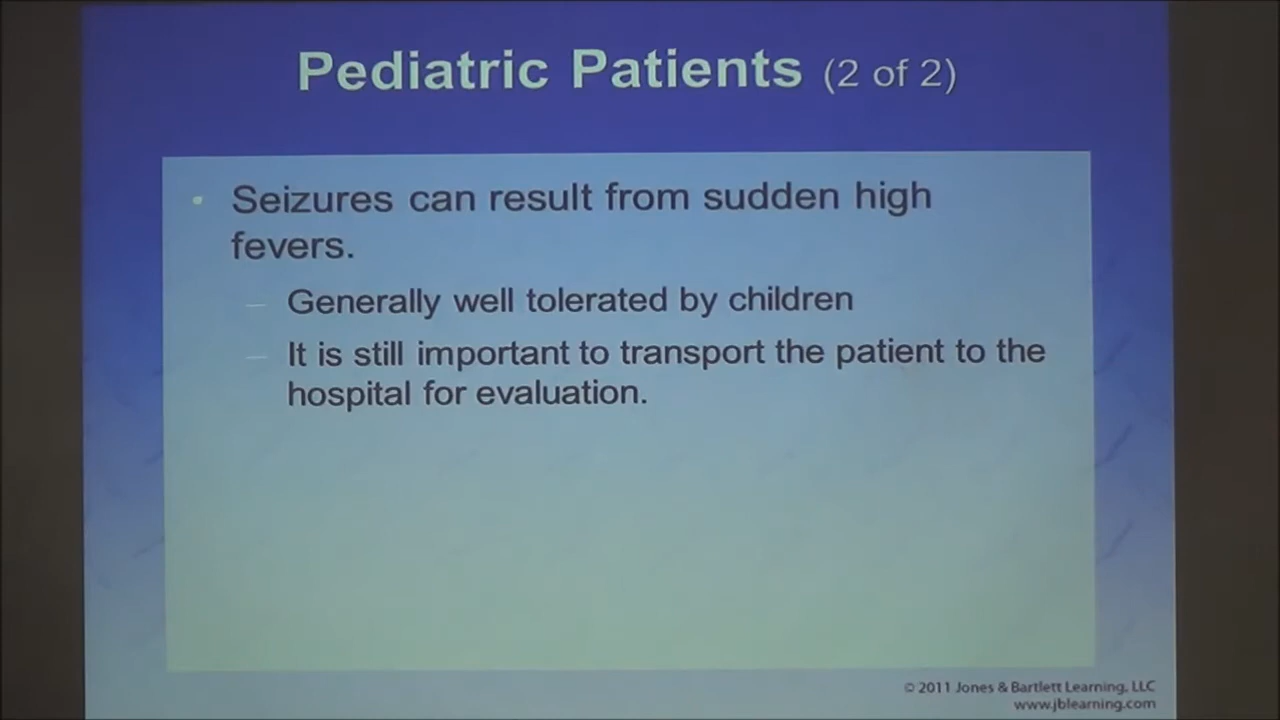 Pediatric Patients (2 of 2)
• Seizures can result from sudden high
fevers.
– Generally well tolerated by children
– It is still important to transport the patient to the
hospital for evaluation.
© 2011 Jones & Bartlett Learning, LLC
www.jblearning.com